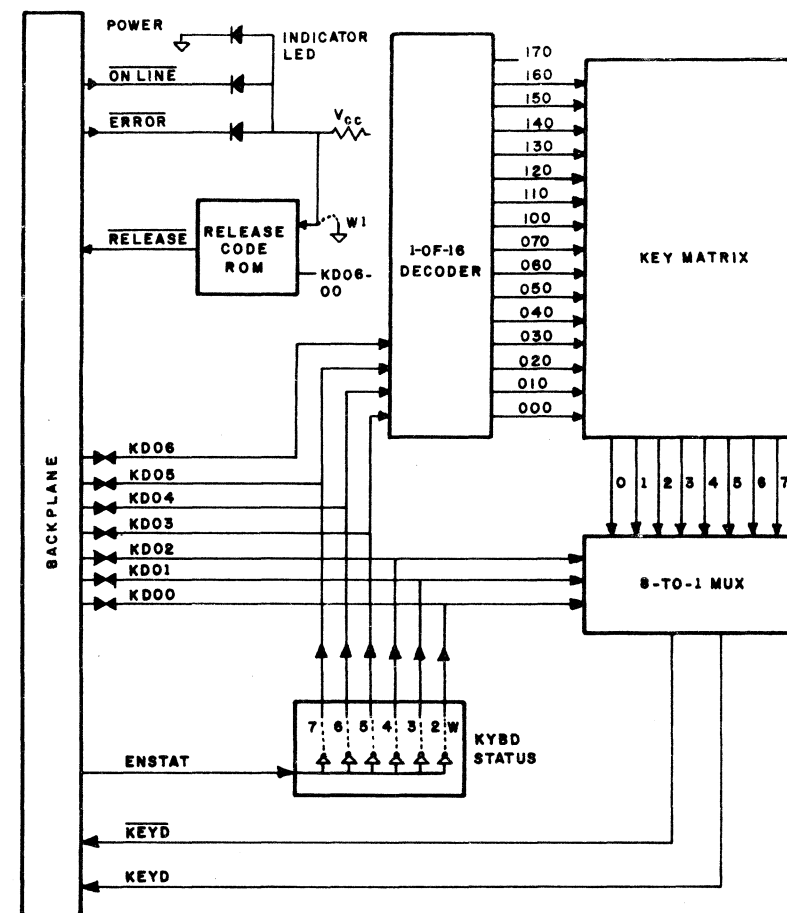 POWER
INDICATOR
LED
ON LINE
ERROR
Vcc
RELEASE
RELEASE
CODE
ROM
W1
KD06-
00
1-OF-16
DECODER
170
160
150
140
130
120
110
100
070
060
050
040
030
020
010
000
KEY MATRIX
BACKPLANE
KD06
KD05
KD04
KD03
KD02
KD01
KD00
0 1 2 3 4 5 6 7
8-TO-1 MUX
7 6 5 4 3 2 W
KYBD
STATUS
ENSTAT
KEYD
KEYD